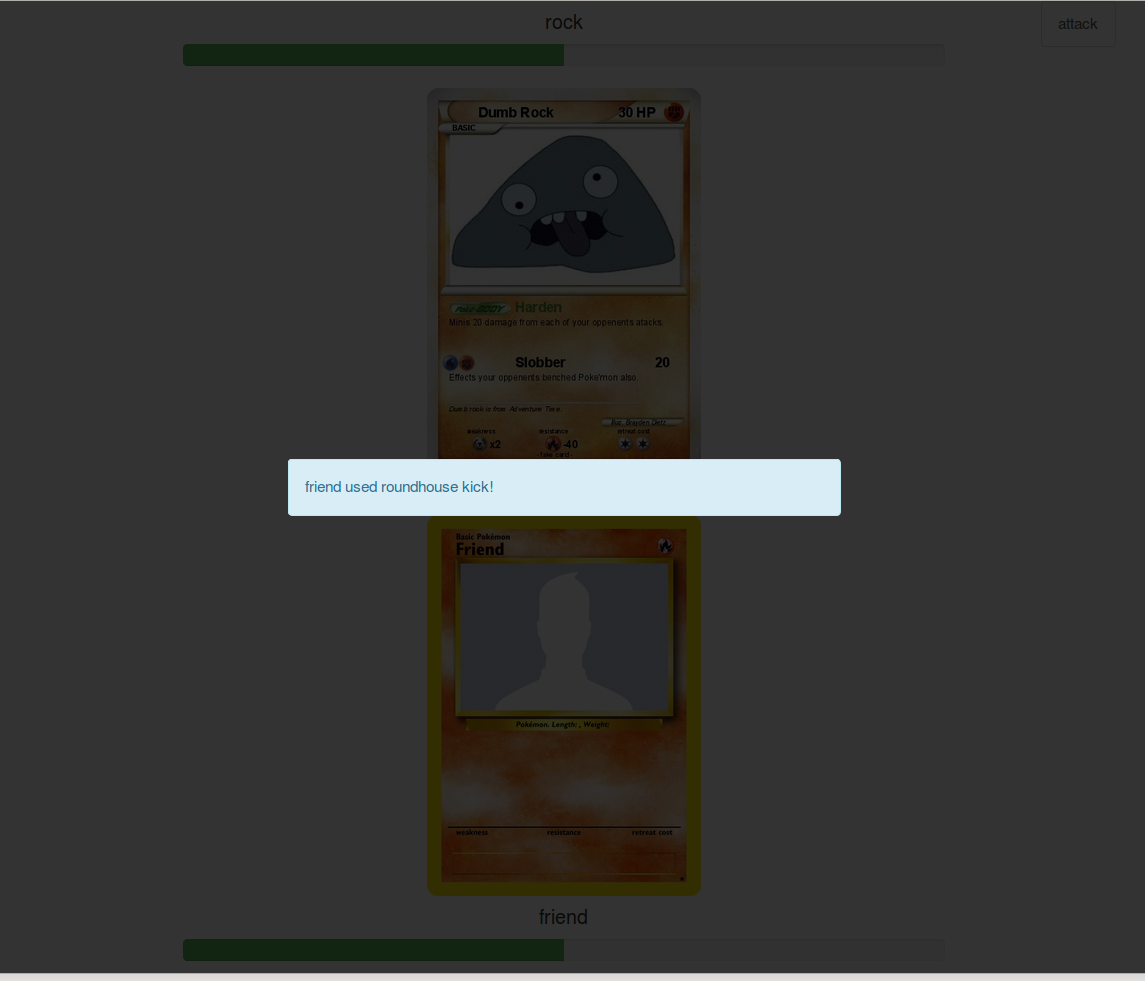 rock
attack
Dumb Rock 30 HP
BASIC
Poké-BODY Harden
Minis 20 damage from each of your opponents atacks.
Slobber 20
Effects your oppenents benched Poke'mon also.
Dumb rock is from Adventure Time
Illus. Brayden Dietz
weakness resistance retreat cost
x2 -40
- fake card -
friend used roundhouse kick!
Basic Pokémon
Friend
Pokémon. Length: , Weight:
weakness resistance retreat cost
friend